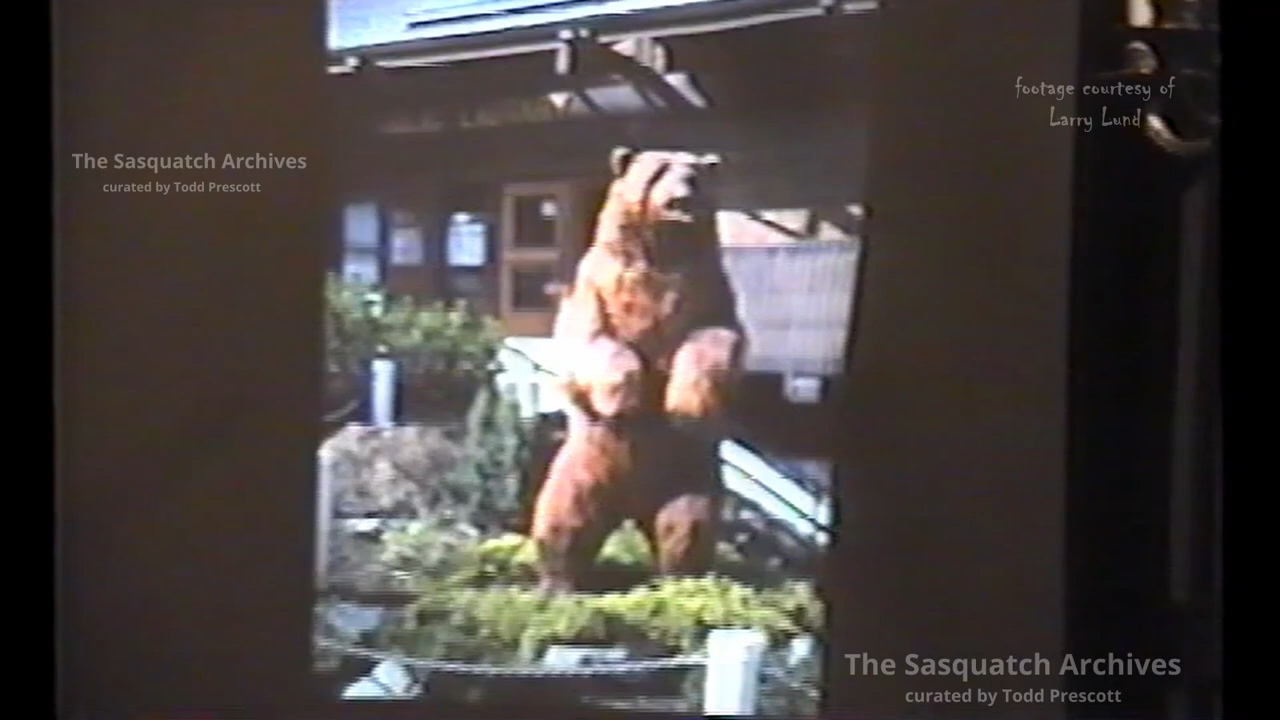 footage courtesy of
Larry Lund
The Sasquatch Archives
curated by Todd Prescott
The Sasquatch Archives
curated by Todd Prescott